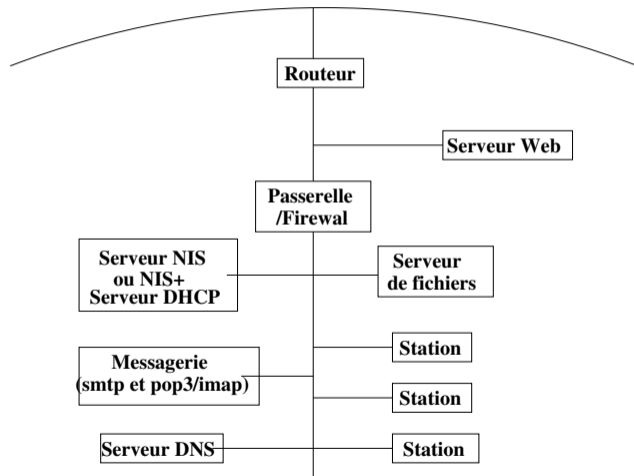 Routeur
Serveur Web
Passerelle
/Firewal
Serveur NIS
ou NIS+
Serveur DHCP
Serveur
de fichiers
Station
Messagerie
(smtp et pop3/imap)
Station
Serveur DNS
Station